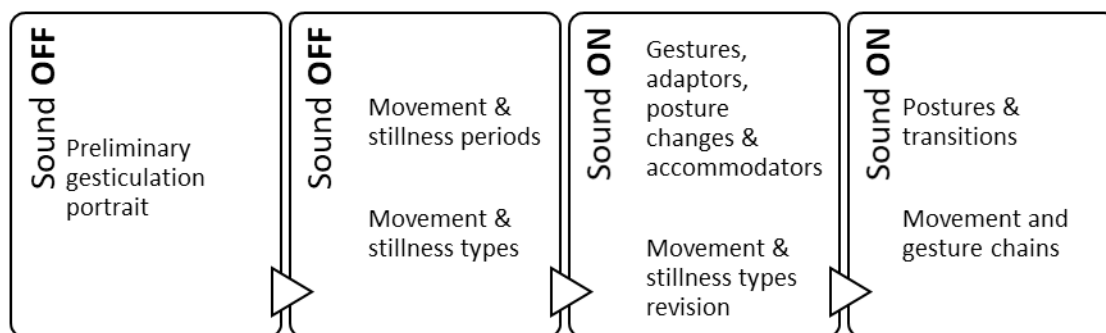 Sound OFF
Preliminary
gesticulation
portrait
Sound OFF
Movement &
stillness periods
Movement &
stillness types
Sound ON
Gestures,
adaptors,
posture
changes &
accommodators
Movement &
stillness types
revision
Sound ON
Postures &
transitions
Movement and
gesture chains